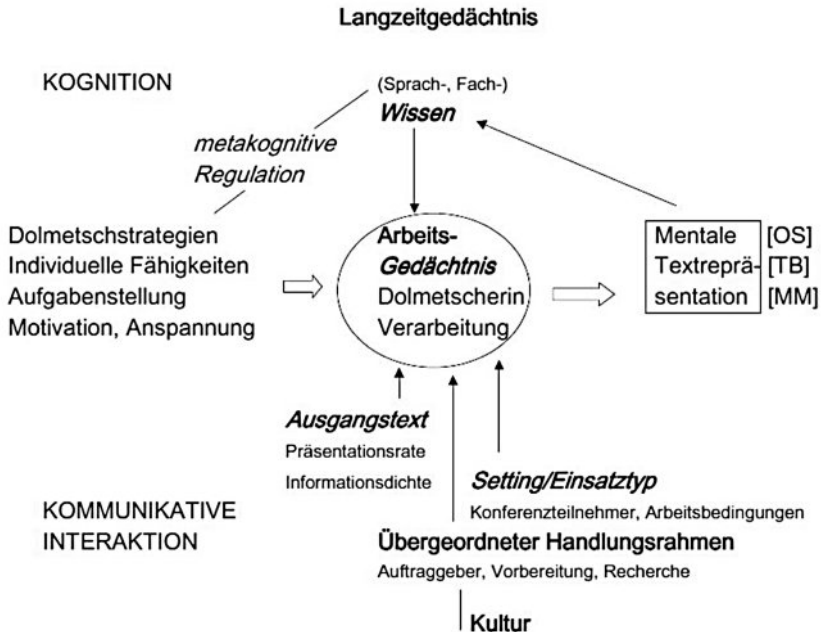 Langzeitgedächtnis
KOGNITION
(Sprach-, Fach-)
Wissen
metakognitive
Regulation
Dolmetschstrategien
Individuelle Fähigkeiten
Aufgabenstellung
Motivation, Anspannung
Arbeits-
Gedächtnis
Dolmetscherin
Verarbeitung
Mentale [OS]
Textreprä- [TB]
sentation [MM]
Ausgangstext
Präsentationsrate
Informationsdichte
Setting/Einsatztyp
Konferenzteilnehmer, Arbeitsbedingungen
KOMMUNIKATIVE
INTERAKTION
Übergeordneter Handlungsrahmen
Auftraggeber, Vorbereitung, Recherche
Kultur